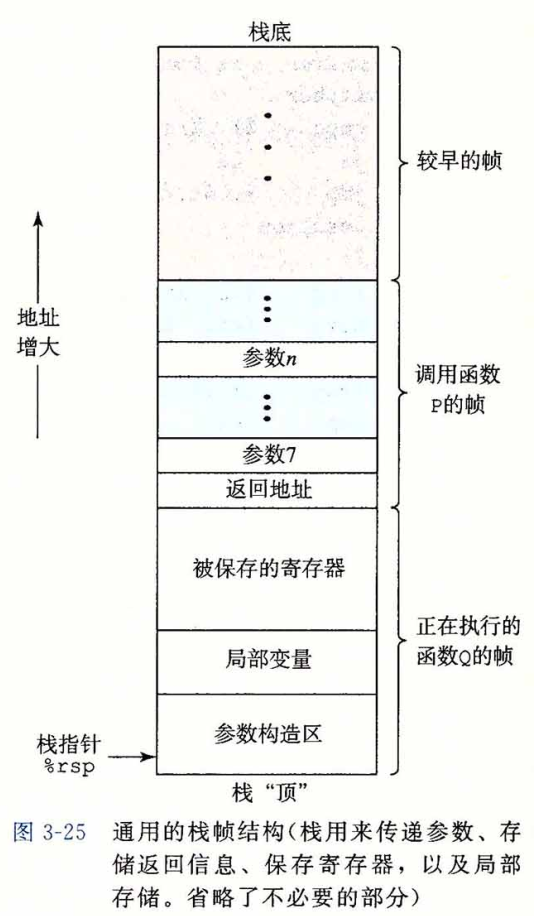 栈底
较早的帧
地址
增大
参数n
调用函数
P的帧
参数7
返回地址
被保存的寄存器
正在执行的
函数Q的帧
局部变量
参数构造区
栈指针
%rsp
栈“顶”
图 3-25 通用的栈帧结构(栈用来传递参数、存
储返回信息、保存寄存器，以及局部
存储。省略了不必要的部分)